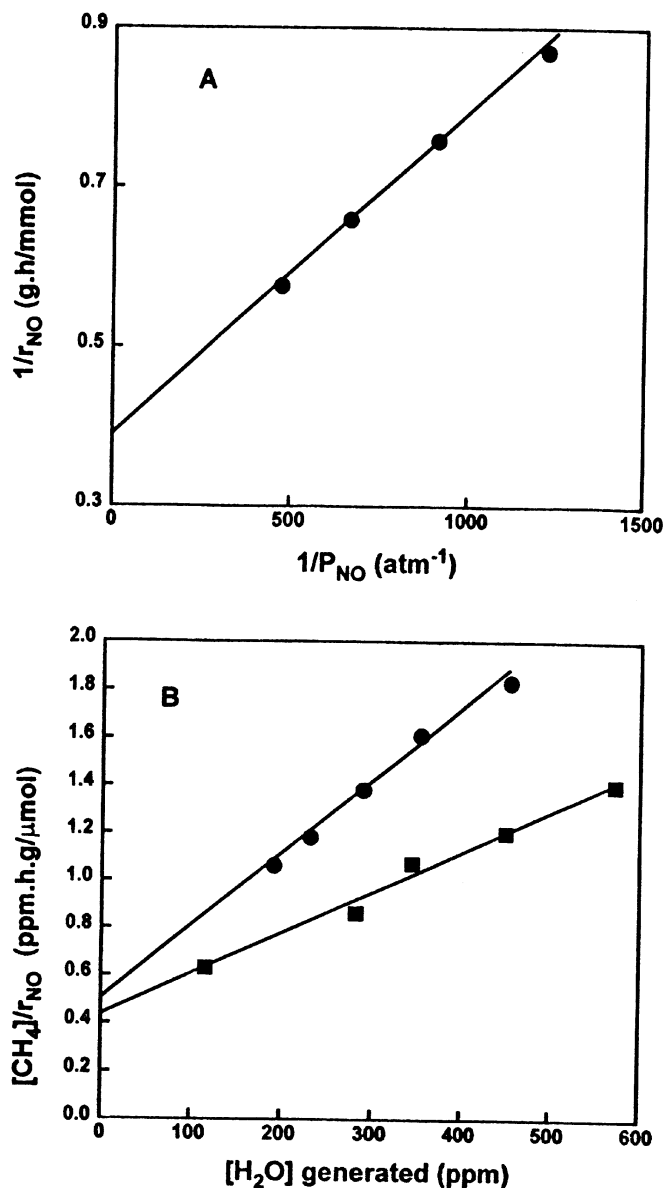 0.9
A
0.7
1/r_NO (g.h/mmol)
0.5
0.3
0 500 1000 1500
1/P_NO (atm⁻¹)
2.0
B
1.8
1.6
1.4
1.2
1.0
0.8
0.6
0.4
0.2
0.0
[CH₄]/r_NO (ppm.h.g/μmol)
0 100 200 300 400 500 600
[H₂O] generated (ppm)